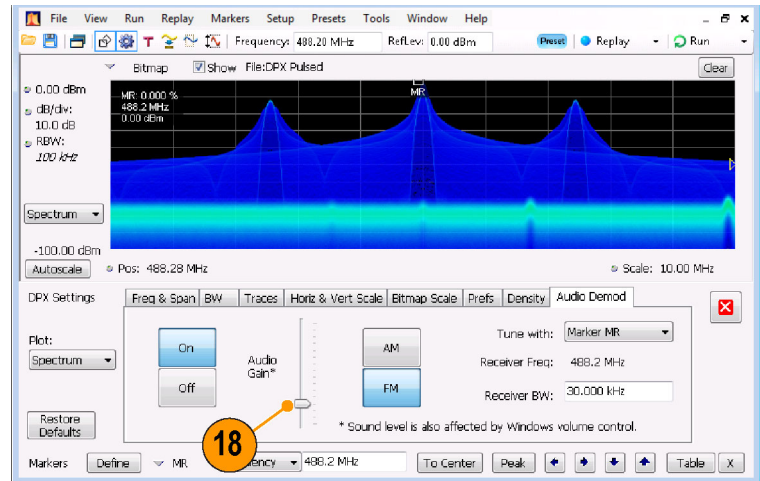 File View Run Replay Markers Setup Presets Tools Window Help
Frequency: 488.20 MHz RefLev: 0.00 dBm Preset Replay Run
Bitmap Show File:DPX Pulsed Clear
0.00 dBm
dB/div:
10.0 dB
RBW:
100 kHz
MR: 0.000 %
488.2 MHz
0.00 dBm
MR
Spectrum
-100.00 dBm
Autoscale Pos: 488.28 MHz Scale: 10.00 MHz
DPX Settings Freq & Span BW Traces Horiz & Vert Scale Bitmap Scale Prefs Density Audio Demod
Plot:
Spectrum
On
Off
Audio
Gain*
AM
FM
Tune with: Marker MR
Receiver Freq: 488.2 MHz
Receiver BW: 30.000 kHz
* Sound level is also affected by Windows volume control.
Restore
Defaults
18
Markers Define MR 488.2 MHz To Center Peak Table X